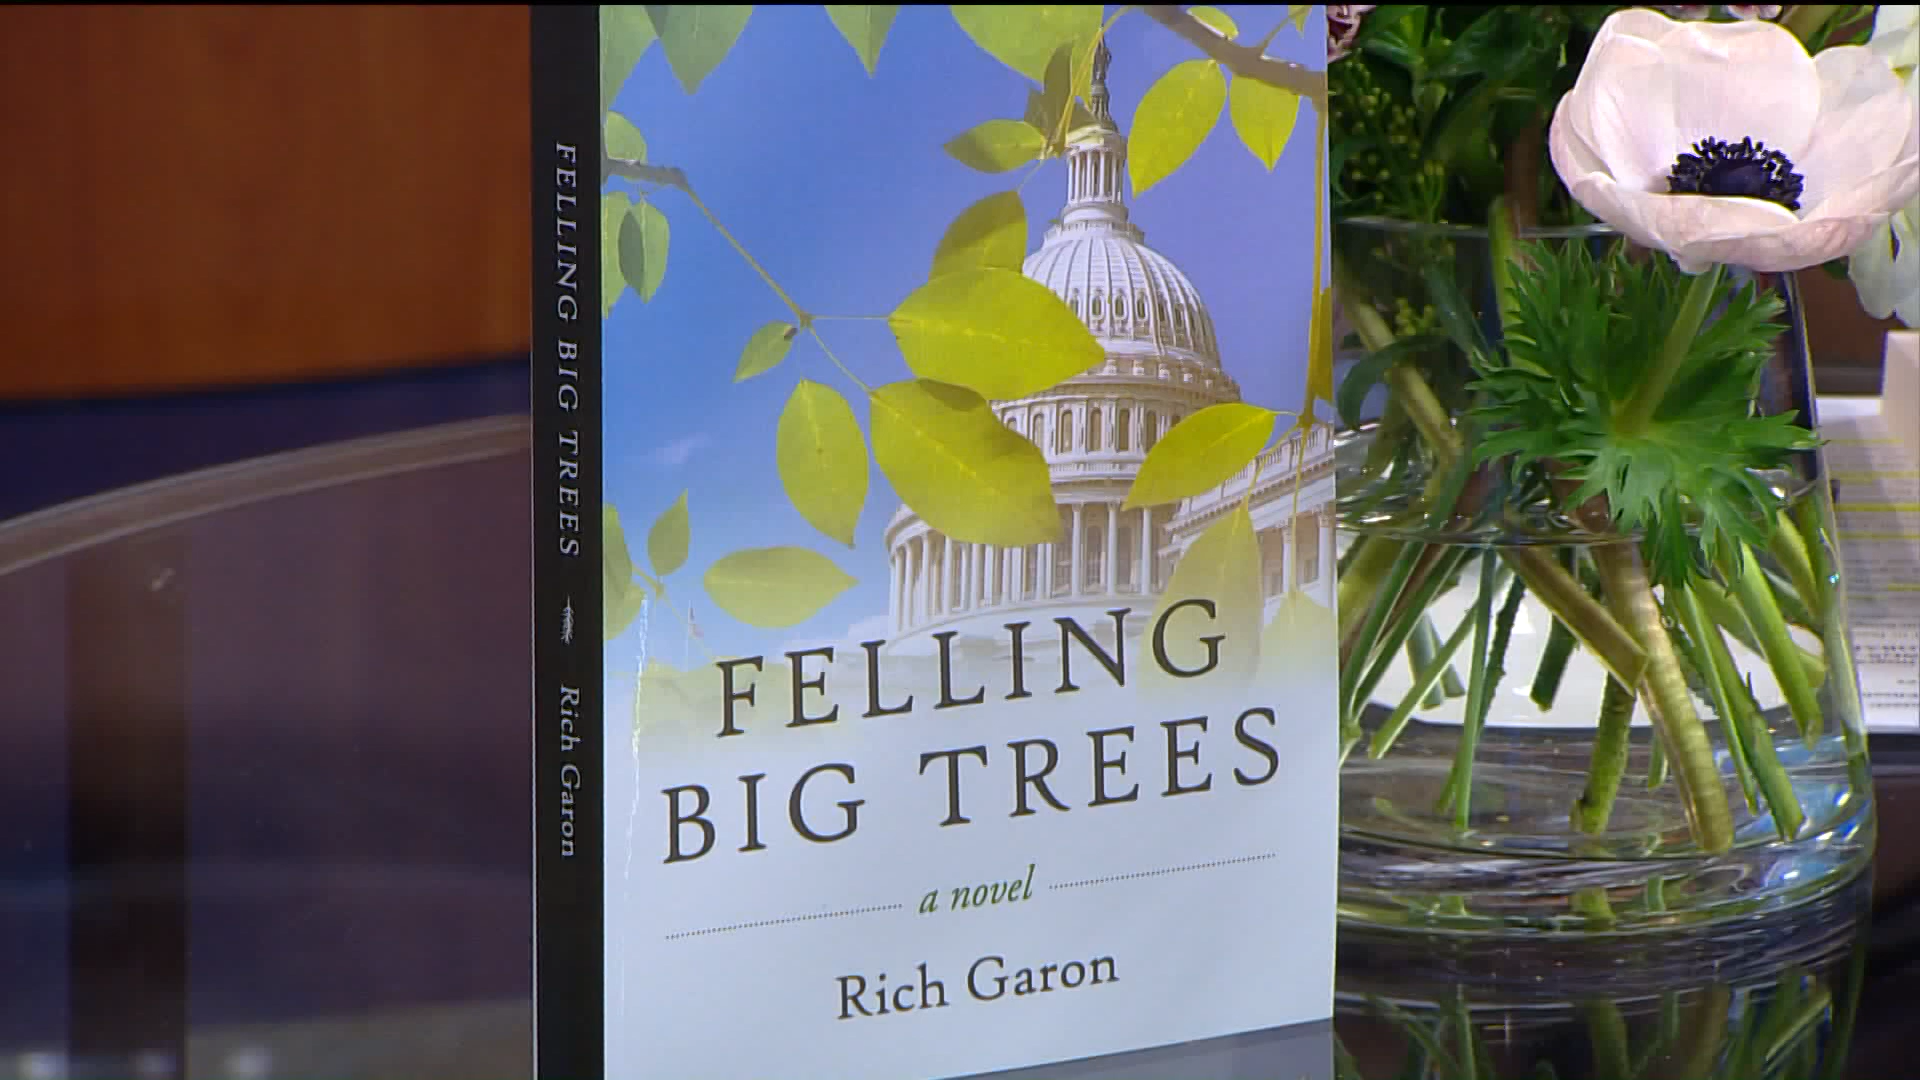 FELLING BIG TREES Rich Garon
FELLING
BIG TREES
a novel
Rich Garon